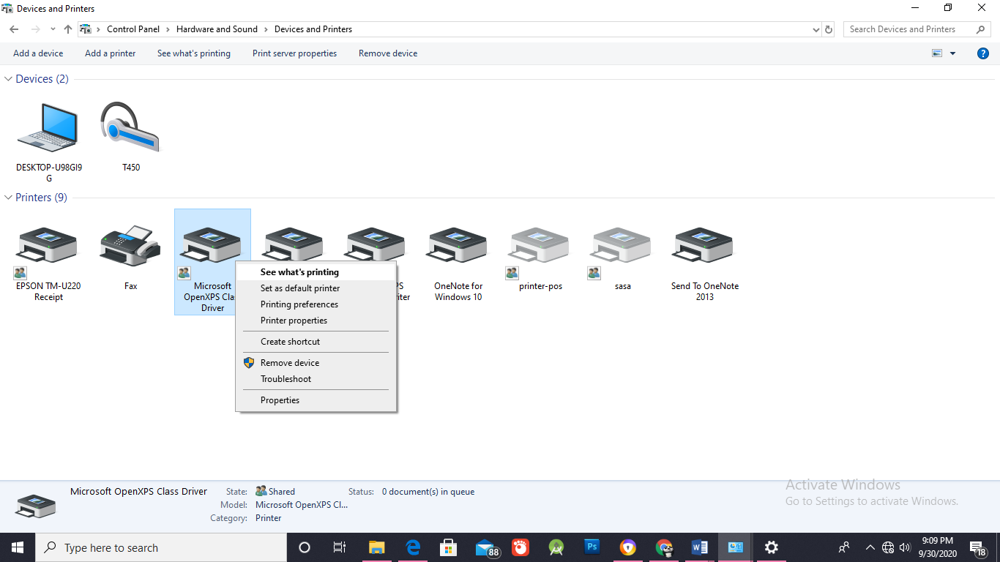 Devices and Printers
Control Panel > Hardware and Sound > Devices and Printers
Search Devices and Printers
Add a device Add a printer See what's printing Print server properties Remove device
Devices (2)
DESKTOP-U98GI9
G
T450
Printers (9)
EPSON TM-U220
Receipt
Fax
Microsoft
OpenXPS
Driver
OneNote for
Windows 10
printer-pos
sasa
Send To OneNote
2013
See what's printing
Set as default printer
Printing preferences
Printer properties
Create shortcut
Remove device
Troubleshoot
Properties
Microsoft OpenXPS Class Driver
State: Shared
Status: 0 document(s) in queue
Model: Microsoft OpenXPS Cl...
Category: Printer
Activate Windows
Go to Settings to activate Windows.
Type here to search
88
Ps
9:09 PM
9/30/2020
18